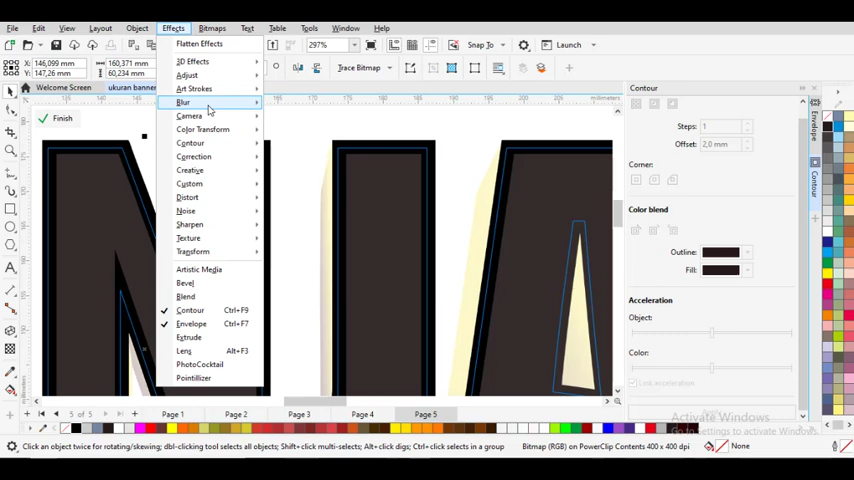 File Edit View Layout Object Effects Bitmaps Text Table Tools Window Help
297% Snap To Launch
X: 146,099 mm 160,371 mm
Y: 147,26 mm 60,234 mm
Trace Bitmap
Welcome Screen ukuran banner
Finish
Flatten Effects
3D Effects
Adjust
Art Strokes
Blur
Camera
Color Transform
Contour
Correction
Creative
Custom
Distort
Noise
Sharpen
Texture
Transform
Artistic Media
Bevel
Blend
Contour Ctrl+F9
Envelope Ctrl+F7
Extrude
Lens Alt+F3
PhotoCocktail
Pointillizer
Contour
Steps: 1
Offset: 2,0 mm
Corner:
Color blend
Outline:
Fill:
Acceleration
Object:
Color:
Link acceleration
Envelope
Contour
Activate Windows
Go to Settings to activate Windows.
5 of 5 Page 1 Page 2 Page 3 Page 4 Page 5
Click an object twice for rotating/skewing; dbl-clicking tool selects all objects; Shift+click multi-selects; Alt+click digs; Ctrl+click selects in a group Bitmap (RGB) on PowerClip Contents 400 x 400 dpi None